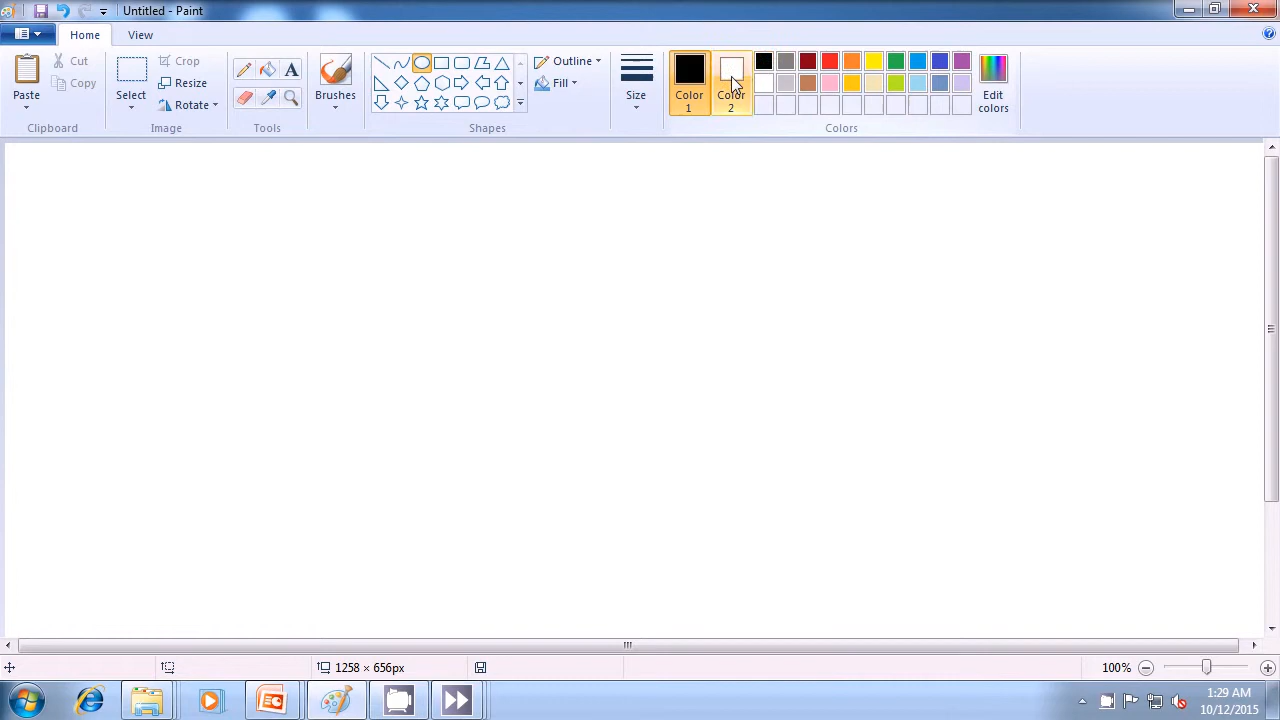 Untitled - Paint
Home View
Paste
Cut
Copy
Clipboard
Select
Crop
Resize
Rotate
Image
A
Tools
Brushes
Outline
Fill
Shapes
Size
Color 1
Color 2
Edit colors
Colors
1258 × 656px
100%
1:29 AM
10/12/2015